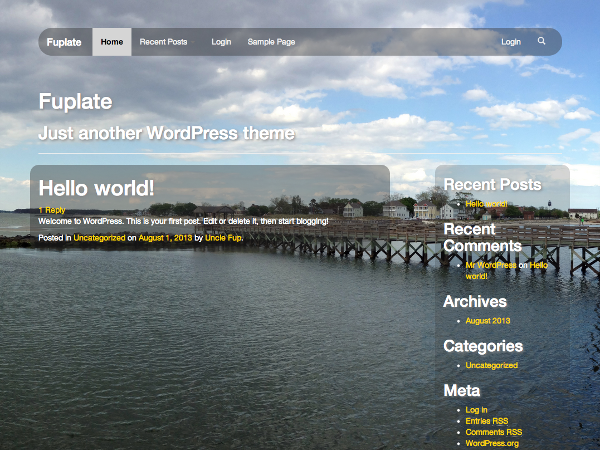 Fuplate Home Recent Posts Login Sample Page Login
Fuplate
Just another WordPress theme
Hello world!
1 Reply
Welcome to WordPress. This is your first post. Edit or delete it, then start blogging!
Posted in Uncategorized on August 1, 2013 by Uncle Fup.
Recent Posts
Hello world!
Recent
Comments
Mr WordPress on Hello
world!
Archives
August 2013
Categories
Uncategorized
Meta
Log in
Entries RSS
Comments RSS
WordPress.org